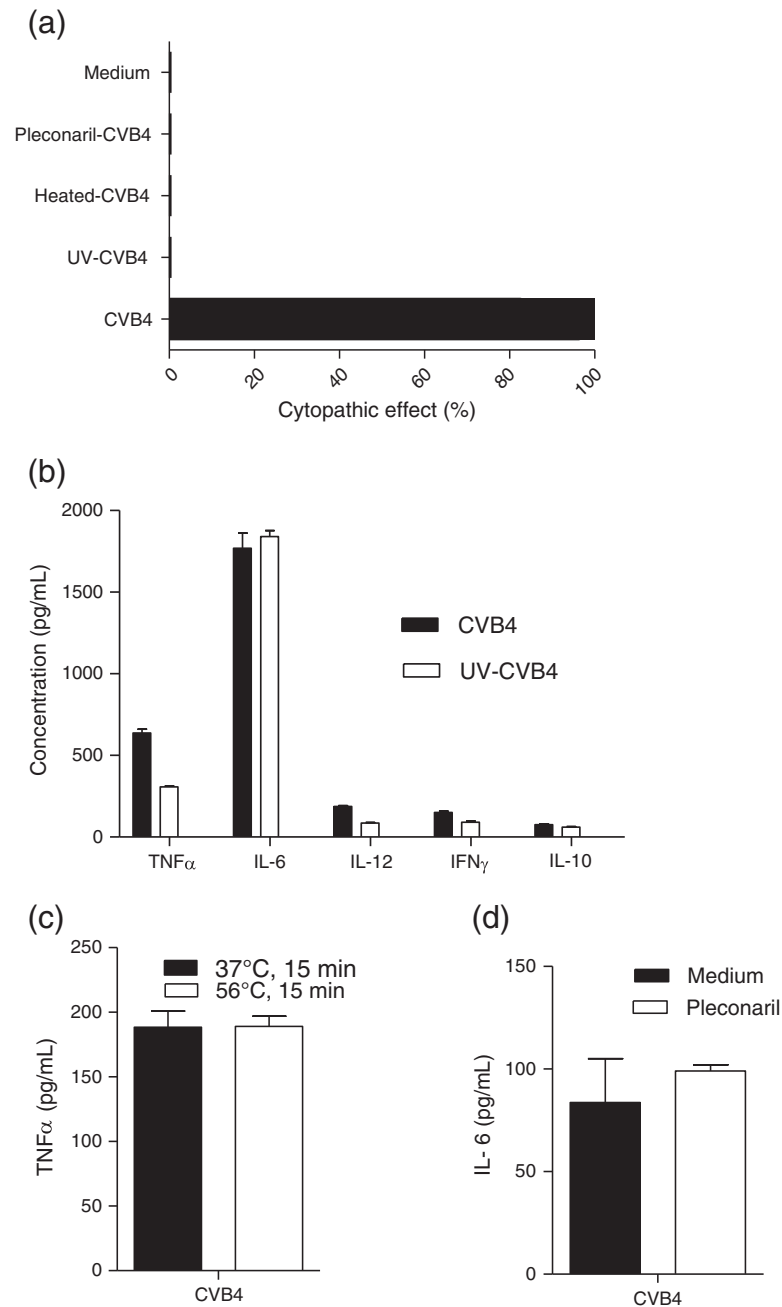 (a)
Medium
Pleconaril-CVB4
Heated-CVB4
UV-CVB4
CVB4
0 20 40 60 80 100
Cytopathic effect (%)
(b)
2000
1500
1000
500
0
Concentration (pg/mL)
CVB4
UV-CVB4
TNFα IL-6 IL-12 IFNγ IL-10
(c)
250
200
150
100
50
0
TNFα (pg/mL)
37°C, 15 min
56°C, 15 min
CVB4
(d)
150
100
50
0
IL- 6 (pg/mL)
Medium
Pleconaril
CVB4